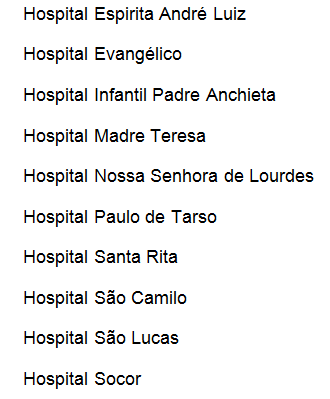 Hospital Espirita André Luiz
Hospital Evangélico
Hospital Infantil Padre Anchieta
Hospital Madre Teresa
Hospital Nossa Senhora de Lourdes
Hospital Paulo de Tarso
Hospital Santa Rita
Hospital São Camilo
Hospital São Lucas
Hospital Socor